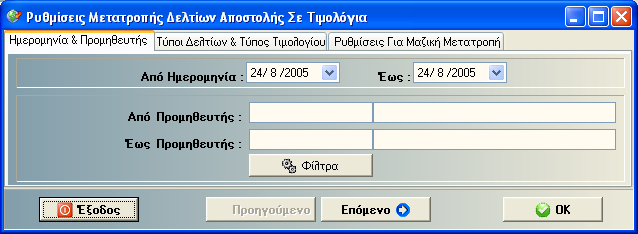 Ρυθμίσεις Μετατροπής Δελτίων Αποστολής Σε Τιμολόγια
Ημερομηνία & Προμηθευτής Τύποι Δελτίων & Τύπος Τιμολογίου Ρυθμίσεις Για Μαζική Μετατροπή
Από Ημερομηνία : 24/ 8 /2005 Έως : 24/ 8 /2005
Από Προμηθευτής :
Έως Προμηθευτής :
Φίλτρα
Έξοδος Προηγούμενο Επόμενο OK